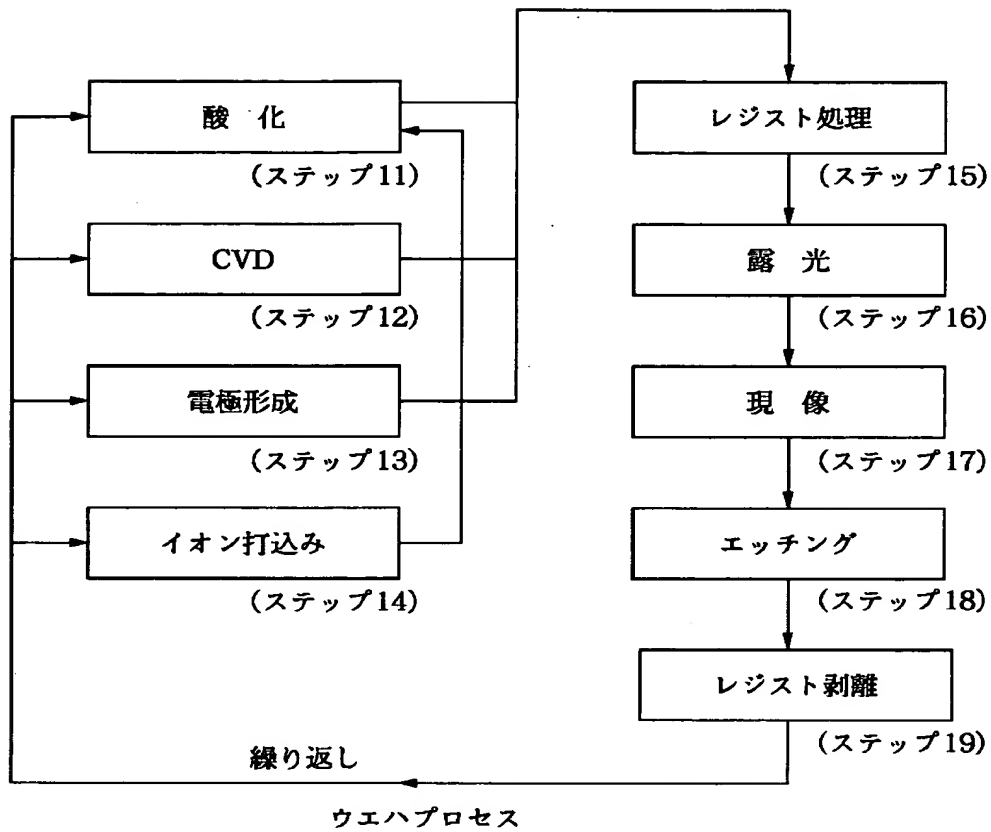 酸 化
(ステップ11)
CVD
(ステップ12)
電極形成
(ステップ13)
イオン打込み
(ステップ14)
レジスト処理
(ステップ15)
露 光
(ステップ16)
現 像
(ステップ17)
エッチング
(ステップ18)
レジスト剥離
(ステップ19)
繰り返し
ウエハプロセス